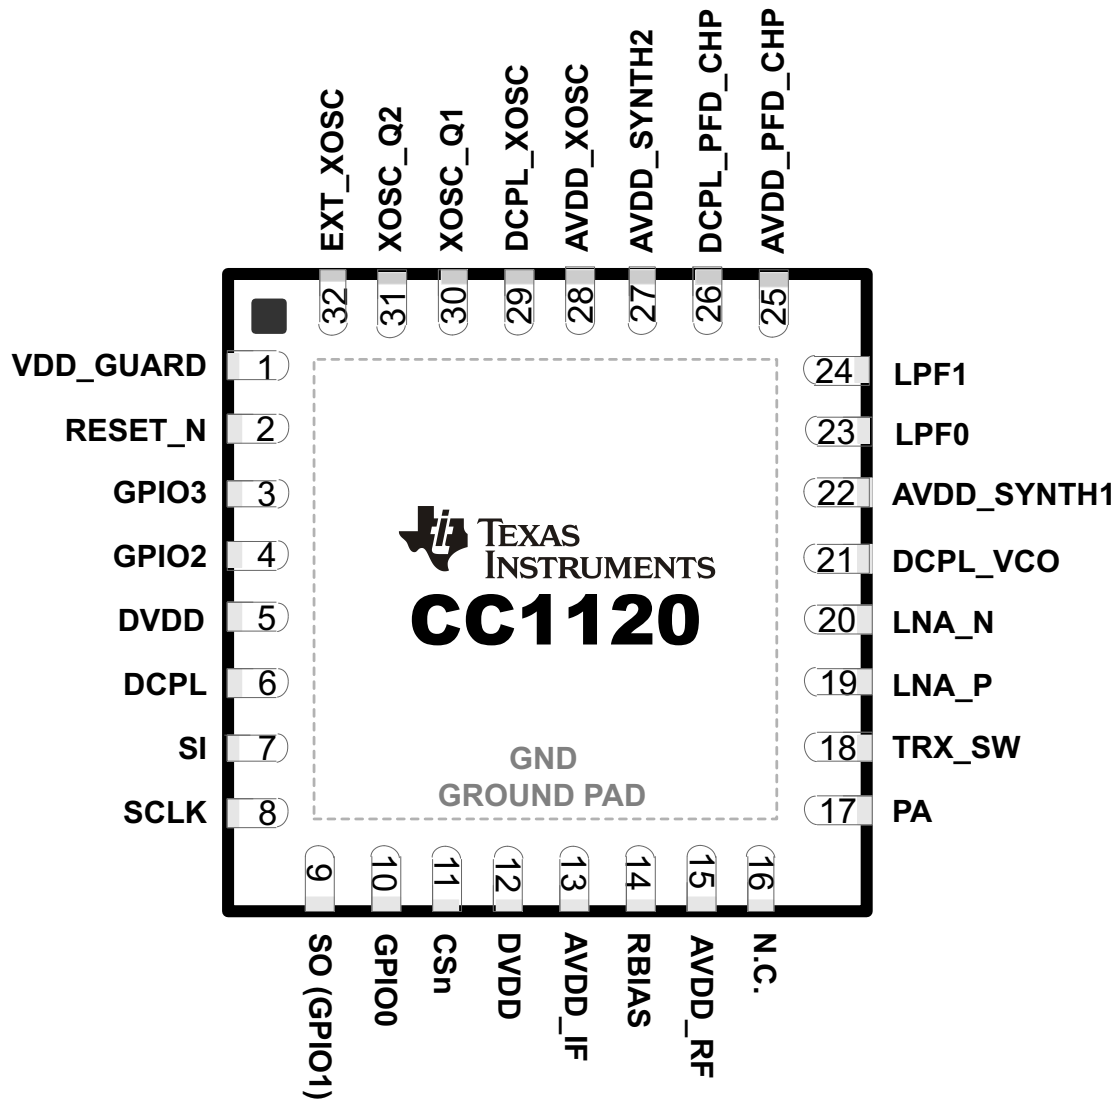 EXT_XOSC
XOSC_Q2
XOSC_Q1
DCPL_XOSC
AVDD_XOSC
AVDD_SYNTH2
DCPL_PFD_CHP
AVDD_PFD_CHP
32
31
30
29
28
27
26
25
VDD_GUARD 1
RESET_N 2
GPIO3 3
GPIO2 4
DVDD 5
DCPL 6
SI 7
SCLK 8
24 LPF1
23 LPF0
22 AVDD_SYNTH1
21 DCPL_VCO
20 LNA_N
19 LNA_P
18 TRX_SW
17 PA
TEXAS
INSTRUMENTS
CC1120
GND
GROUND PAD
9
10
11
12
13
14
15
16
SO (GPIO1)
GPIO0
CSn
DVDD
AVDD_IF
RBIAS
AVDD_RF
N.C.